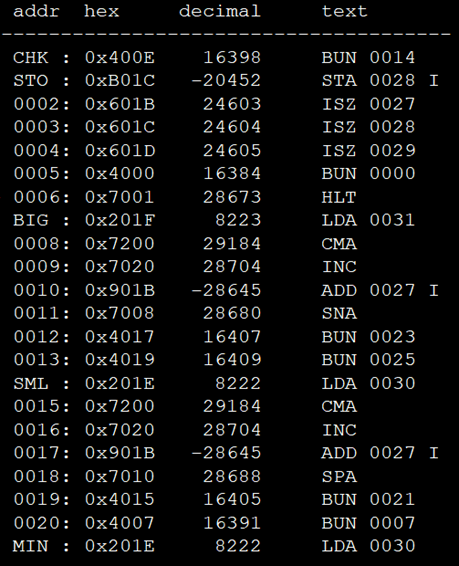 addr hex decimal text
------------------------------------
CHK : 0x400E 16398 BUN 0014
STO : 0xB01C -20452 STA 0028 I
0002: 0x601B 24603 ISZ 0027
0003: 0x601C 24604 ISZ 0028
0004: 0x601D 24605 ISZ 0029
0005: 0x4000 16384 BUN 0000
0006: 0x7001 28673 HLT
BIG : 0x201F 8223 LDA 0031
0008: 0x7200 29184 CMA
0009: 0x7020 28704 INC
0010: 0x901B -28645 ADD 0027 I
0011: 0x7008 28680 SNA
0012: 0x4017 16407 BUN 0023
0013: 0x4019 16409 BUN 0025
SML : 0x201E 8222 LDA 0030
0015: 0x7200 29184 CMA
0016: 0x7020 28704 INC
0017: 0x901B -28645 ADD 0027 I
0018: 0x7010 28688 SPA
0019: 0x4015 16405 BUN 0021
0020: 0x4007 16391 BUN 0007
MIN : 0x201E 8222 LDA 0030